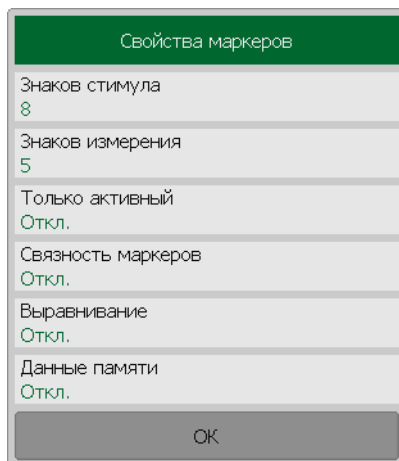 Свойства маркеров
Знаков стимула
8
Знаков измерения
5
Только активный
Откл.
Связность маркеров
Откл.
Выравнивание
Откл.
Данные памяти
Откл.
ОК